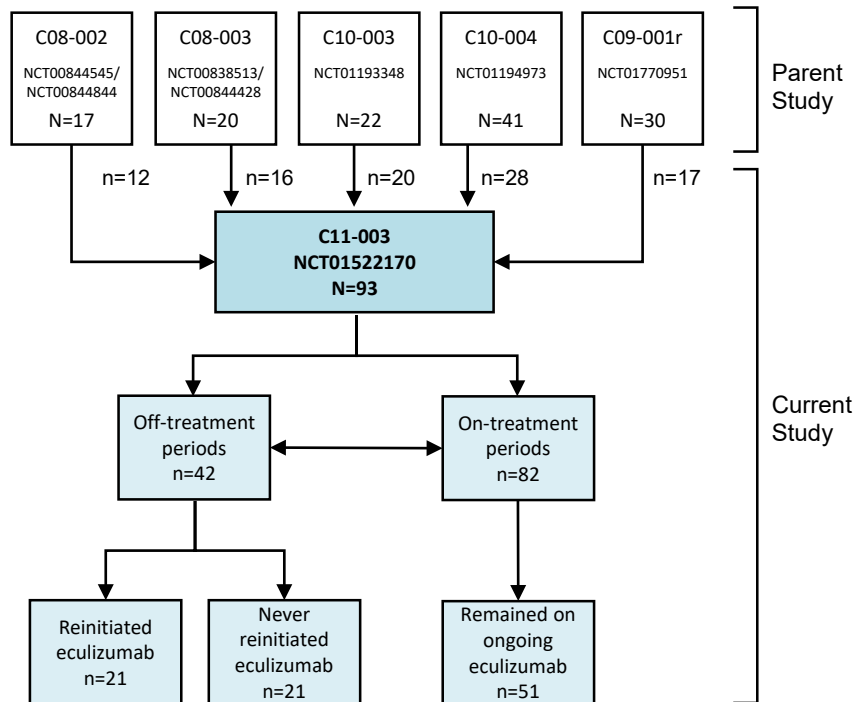 C08-002
NCT00844545/
NCT00844844
N=17
C08-003
NCT00838513/
NCT00844428
N=20
C10-003
NCT01193348
N=22
C10-004
NCT01194973
N=41
C09-001r
NCT01770951
N=30
Parent
Study
n=12
n=16
n=20
n=28
n=17
C11-003
NCT01522170
N=93
Off-treatment
periods
n=42
On-treatment
periods
n=82
Current
Study
Reinitiated
eculizumab
n=21
Never
reinitiated
eculizumab
n=21
Remained on
ongoing
eculizumab
n=51